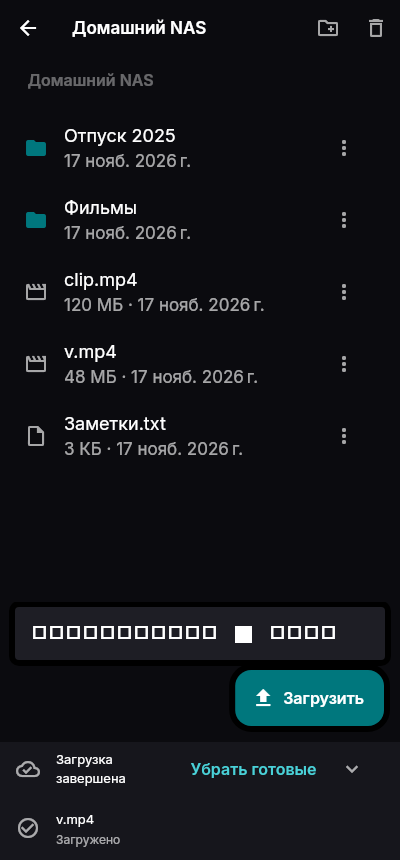 Домашний NAS
Домашний NAS
Отпуск 2025
17 нояб. 2026 г.
Фильмы
17 нояб. 2026 г.
clip.mp4
120 МБ · 17 нояб. 2026 г.
v.mp4
48 МБ · 17 нояб. 2026 г.
Заметки.txt
3 КБ · 17 нояб. 2026 г.
Загрузить
Загрузка
завершена
Убрать готовые
v.mp4
Загружено